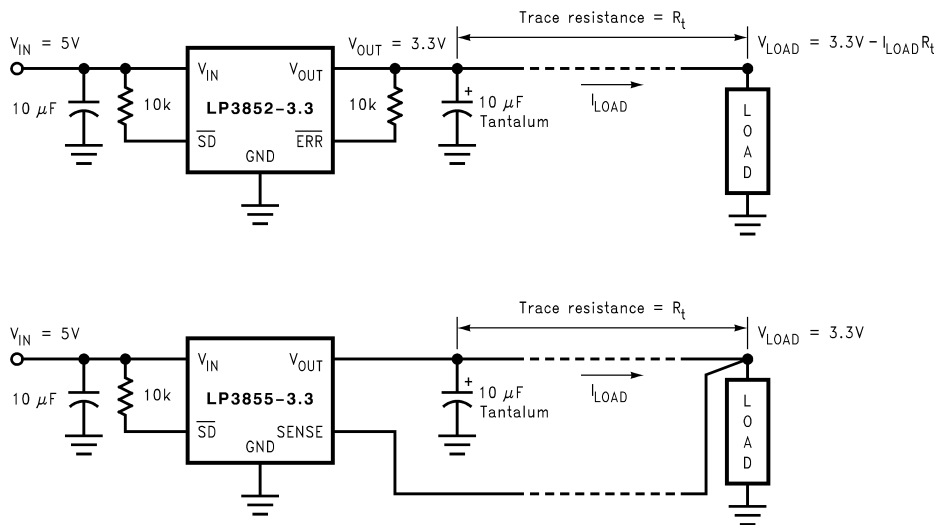 Trace resistance = Rt
VIN = 5V
VOUT = 3.3V
VLOAD = 3.3V - ILOADRt
VIN
VOUT
LP3852-3.3
10 μF
10k
SD
ERR
GND
10k
+
10 μF
Tantalum
ILOAD
LOAD
Trace resistance = Rt
VIN = 5V
VLOAD = 3.3V
VIN
VOUT
LP3855-3.3
10 μF
10k
SD
SENSE
GND
+
10 μF
Tantalum
ILOAD
LOAD